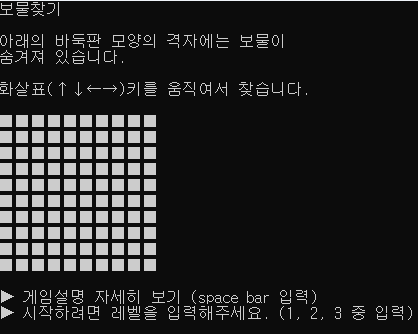 보물찾기
아래의 바둑판 모양의 격자에는 보물이
숨겨져 있습니다.
화살표(↑↓←→)키를 움직여서 찾습니다.
■■■■■■■■■■
■■■■■■■■■■
■■■■■■■■■■
■■■■■■■■■■
■■■■■■■■■■
■■■■■■■■■■
■■■■■■■■■■
■■■■■■■■■■
■■■■■■■■■■
■■■■■■■■■■
▶ 게임설명 자세히 보기 (space bar 입력)
▶ 시작하려면 레벨을 입력해주세요. (1, 2, 3 중 입력)